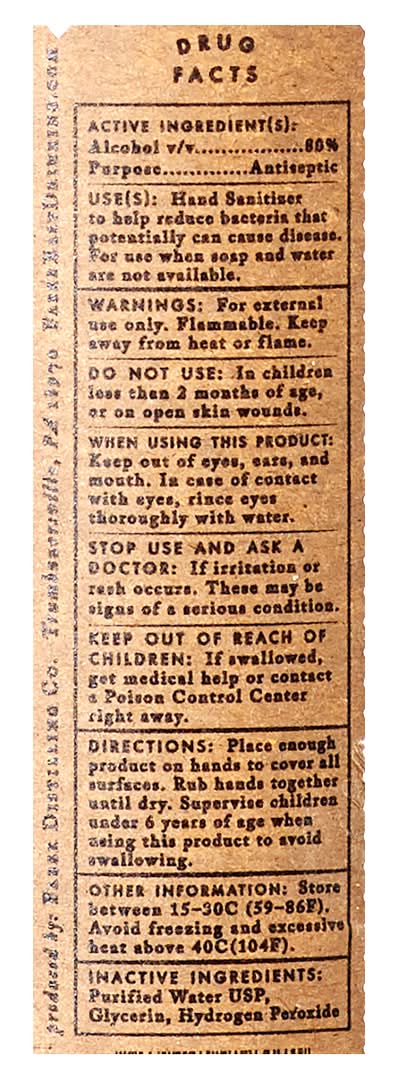 DRUG
FACTS
ACTIVE INGREDIENT(S):
Alcohol v/v..................80%
Purpose.............Antiseptic
USE(S): Hand Sanitizer
to help reduce bacteria that
potentially can cause disease.
For use when soap and water
are not available.
WARNINGS: For external
use only. Flammable. Keep
away from heat or flame.
DO NOT USE: In children
less than 2 months of age,
or on open skin wounds.
WHEN USING THIS PRODUCT:
Keep out of eyes, ears, and
mouth. In case of contact
with eyes, rince eyes
thoroughly with water.
STOP USE AND ASK A
DOCTOR: If irritation or
rash occurs. These may be
signs of a serious condition.
KEEP OUT OF REACH OF
CHILDREN: If swallowed,
get medical help or contact
a Poison Control Center
right away.
DIRECTIONS: Place enough
product on hands to cover all
surfaces. Rub hands together
until dry. Supervise children
under 6 years of age when
using this product to avoid
swallowing.
OTHER INFORMATION: Store
between 15-30C (59-86F).
Avoid freezing and excessive
heat above 40C(104F).
INACTIVE INGREDIENTS:
Purified Water USP,
Glycerin, Hydrogen Peroxide
produced by: Distilling Co. PA